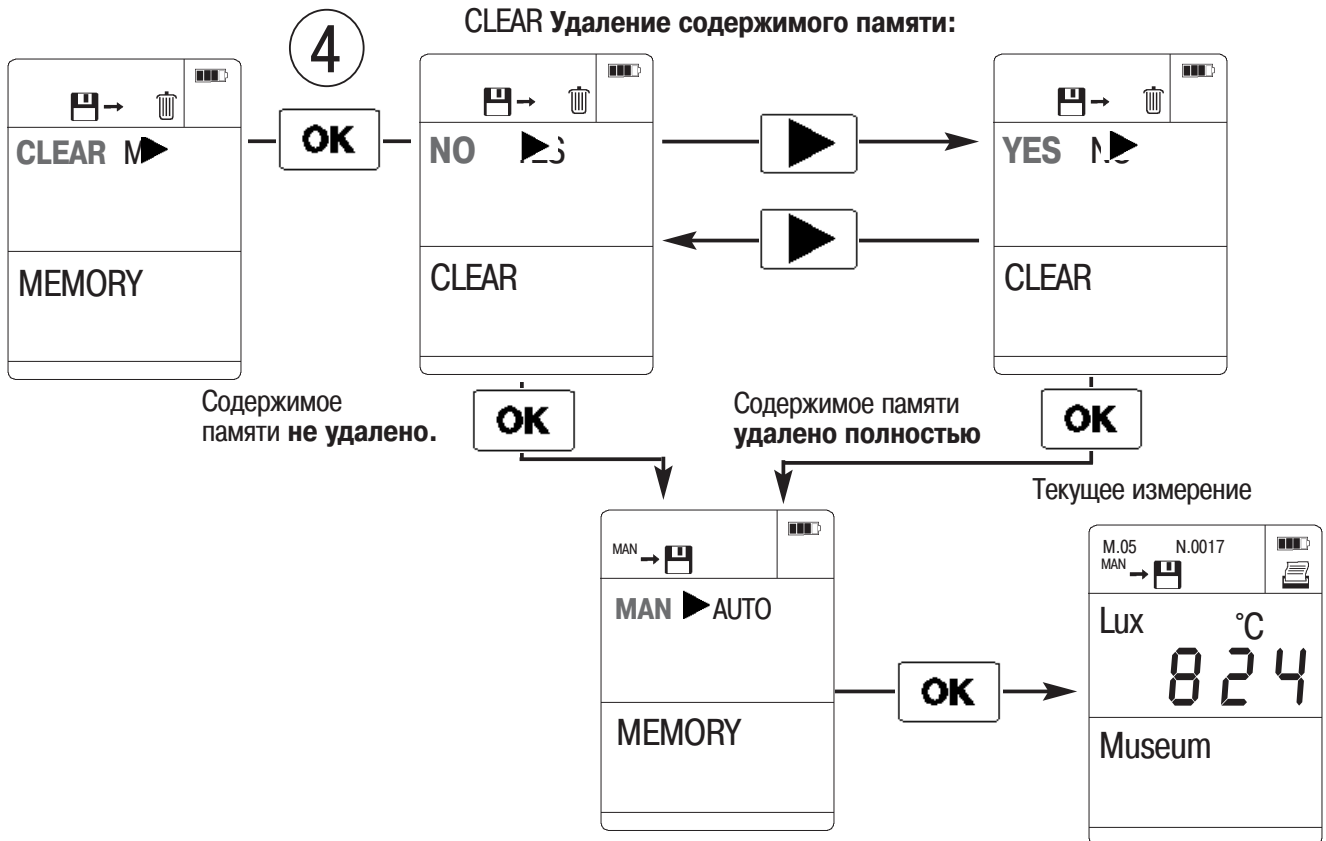 CLEAR Удаление содержимого памяти:
4
CLEAR M
MEMORY
OK
NO
CLEAR
YES
CLEAR
Содержимое
памяти не удалено.
OK
Содержимое памяти
удалено полностью
OK
Текущее измерение
MAN
MAN AUTO
MEMORY
OK
M.05 N.0017
MAN
Lux °C
824
Museum